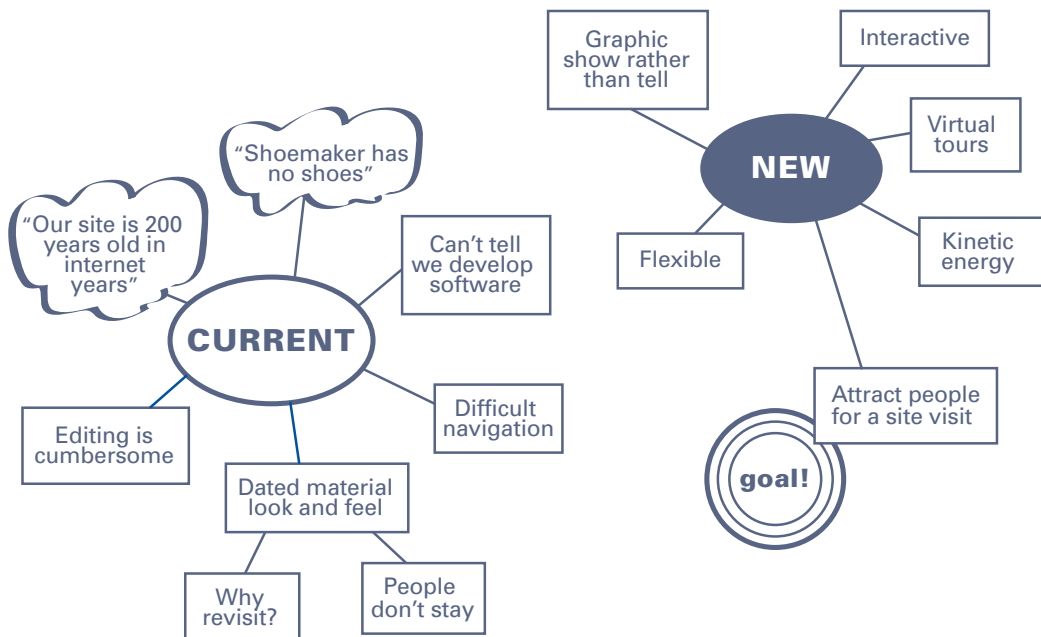 Graphic
show rather
than tell
Interactive
Virtual
tours
NEW
Flexible
Kinetic
energy
Attract people
for a site visit
goal!
“Shoemaker has
no shoes”
“Our site is 200
years old in
internet
years”
Can’t tell
we develop
software
CURRENT
Editing is
cumbersome
Difficult
navigation
Dated material
look and feel
Why
revisit?
People
don’t stay